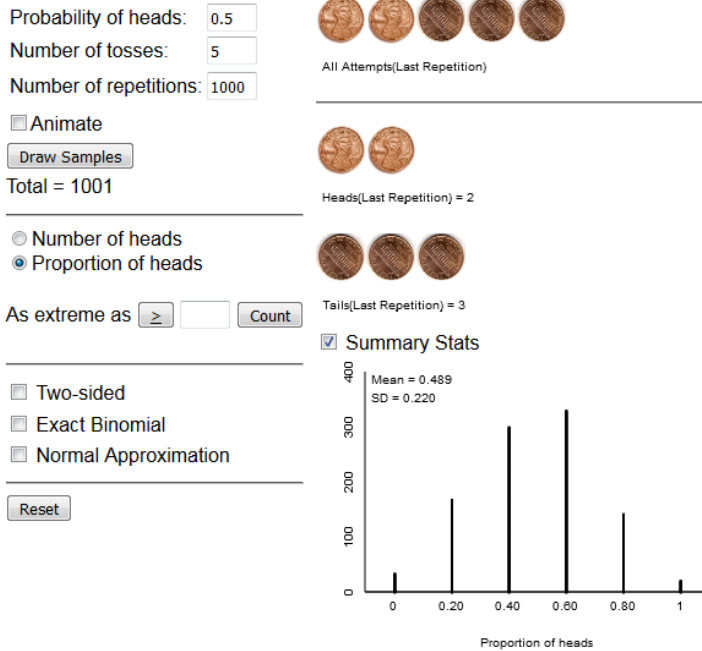 Probability of heads: 0.5
Number of tosses: 5
Number of repetitions: 1000
Animate
Draw Samples
Total = 1001
Number of heads
Proportion of heads
As extreme as ≥ Count
Two-sided
Exact Binomial
Normal Approximation
Reset
All Attempts(Last Repetition)
Heads(Last Repetition) = 2
Tails(Last Repetition) = 3
Summary Stats
Mean = 0.489
SD = 0.220
400
300
200
100
0
0 0.20 0.40 0.60 0.80 1
Proportion of heads